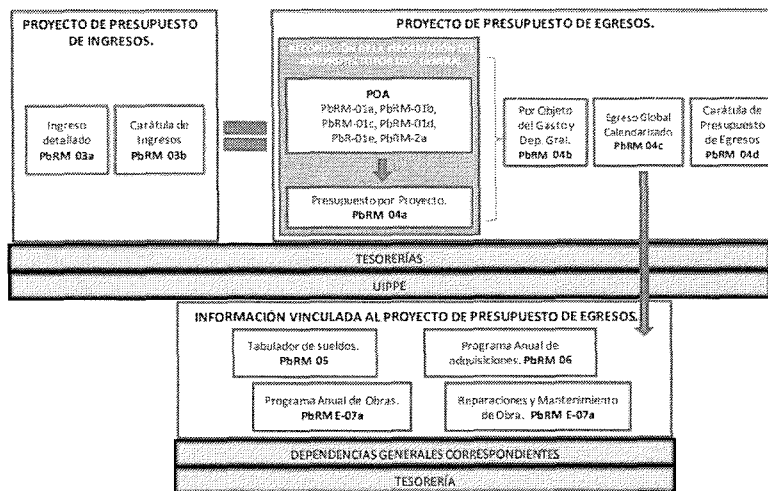 PROYECTO DE PRESUPUESTO
DE INGRESOS.
Ingreso
detallado
PbRM 03a
Carátula de
Ingresos
PbRM 03b
PROYECTO DE PRESUPUESTO DE EGRESOS.
POA
PbRM-01a, PbRM-01b,
PbRM-01c, PbRM-01d,
PbR-01e, PbRM-2a
Presupuesto por Proyecto.
PbRM 04a
Por Objeto
del Gasto y
Dep. Gral.
PbRM 04b
Egreso Global
Calendarizado
PbRM 04c
Carátula de
Presupuesto
de Egresos
PbRM 04d
TESORERÍAS
UIPPE
INFORMACIÓN VINCULADA AL PROYECTO DE PRESUPUESTO DE EGRESOS.
Tabulador de sueldos.
PbRM 05
Programa Anual de
adquisiciones. PbRM 06
Programa Anual de Obras.
PbRM E-07a
Reparaciones y Mantenimiento
de Obra. PbRM E-07a
DEPENDENCIAS GENERALES CORRESPONDIENTES
TESORERÍA